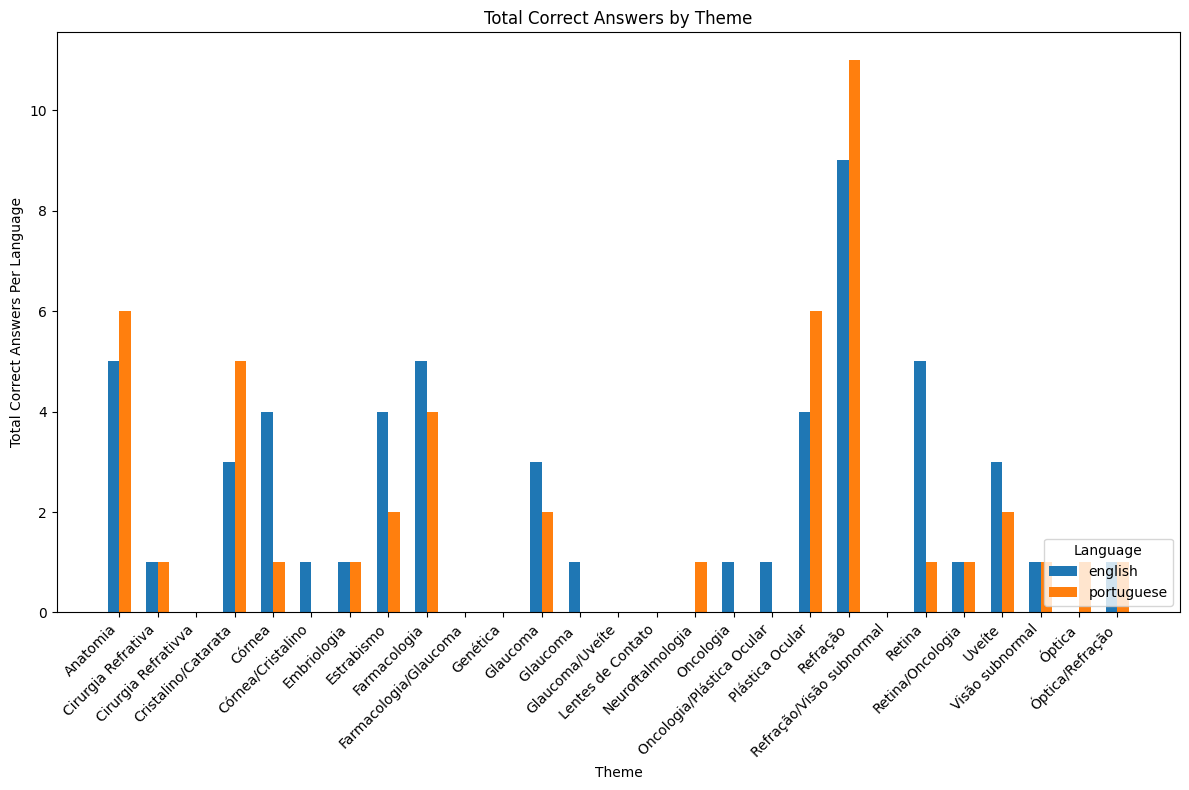 Total Correct Answers by Theme
Total Correct Answers Per Language
10
8
6
4
2
0
Anatomia
Cirurgia Refrativa
Cirurgia Refrativva
Cristalino/Catarata
Córnea
Córnea/Cristalino
Embriologia
Estrabismo
Farmacologia
Farmacologia/Glaucoma
Genética
Glaucoma
Glaucoma
Glaucoma/Uveíte
Lentes de Contato
Neuroftalmologia
Oncologia
Oncologia/Plástica Ocular
Plástica Ocular
Refração
Refração/Visão subnormal
Retina
Retina/Oncologia
Uveíte
Visão subnormal
Óptica
Óptica/Refração
Theme
Language
english
portuguese